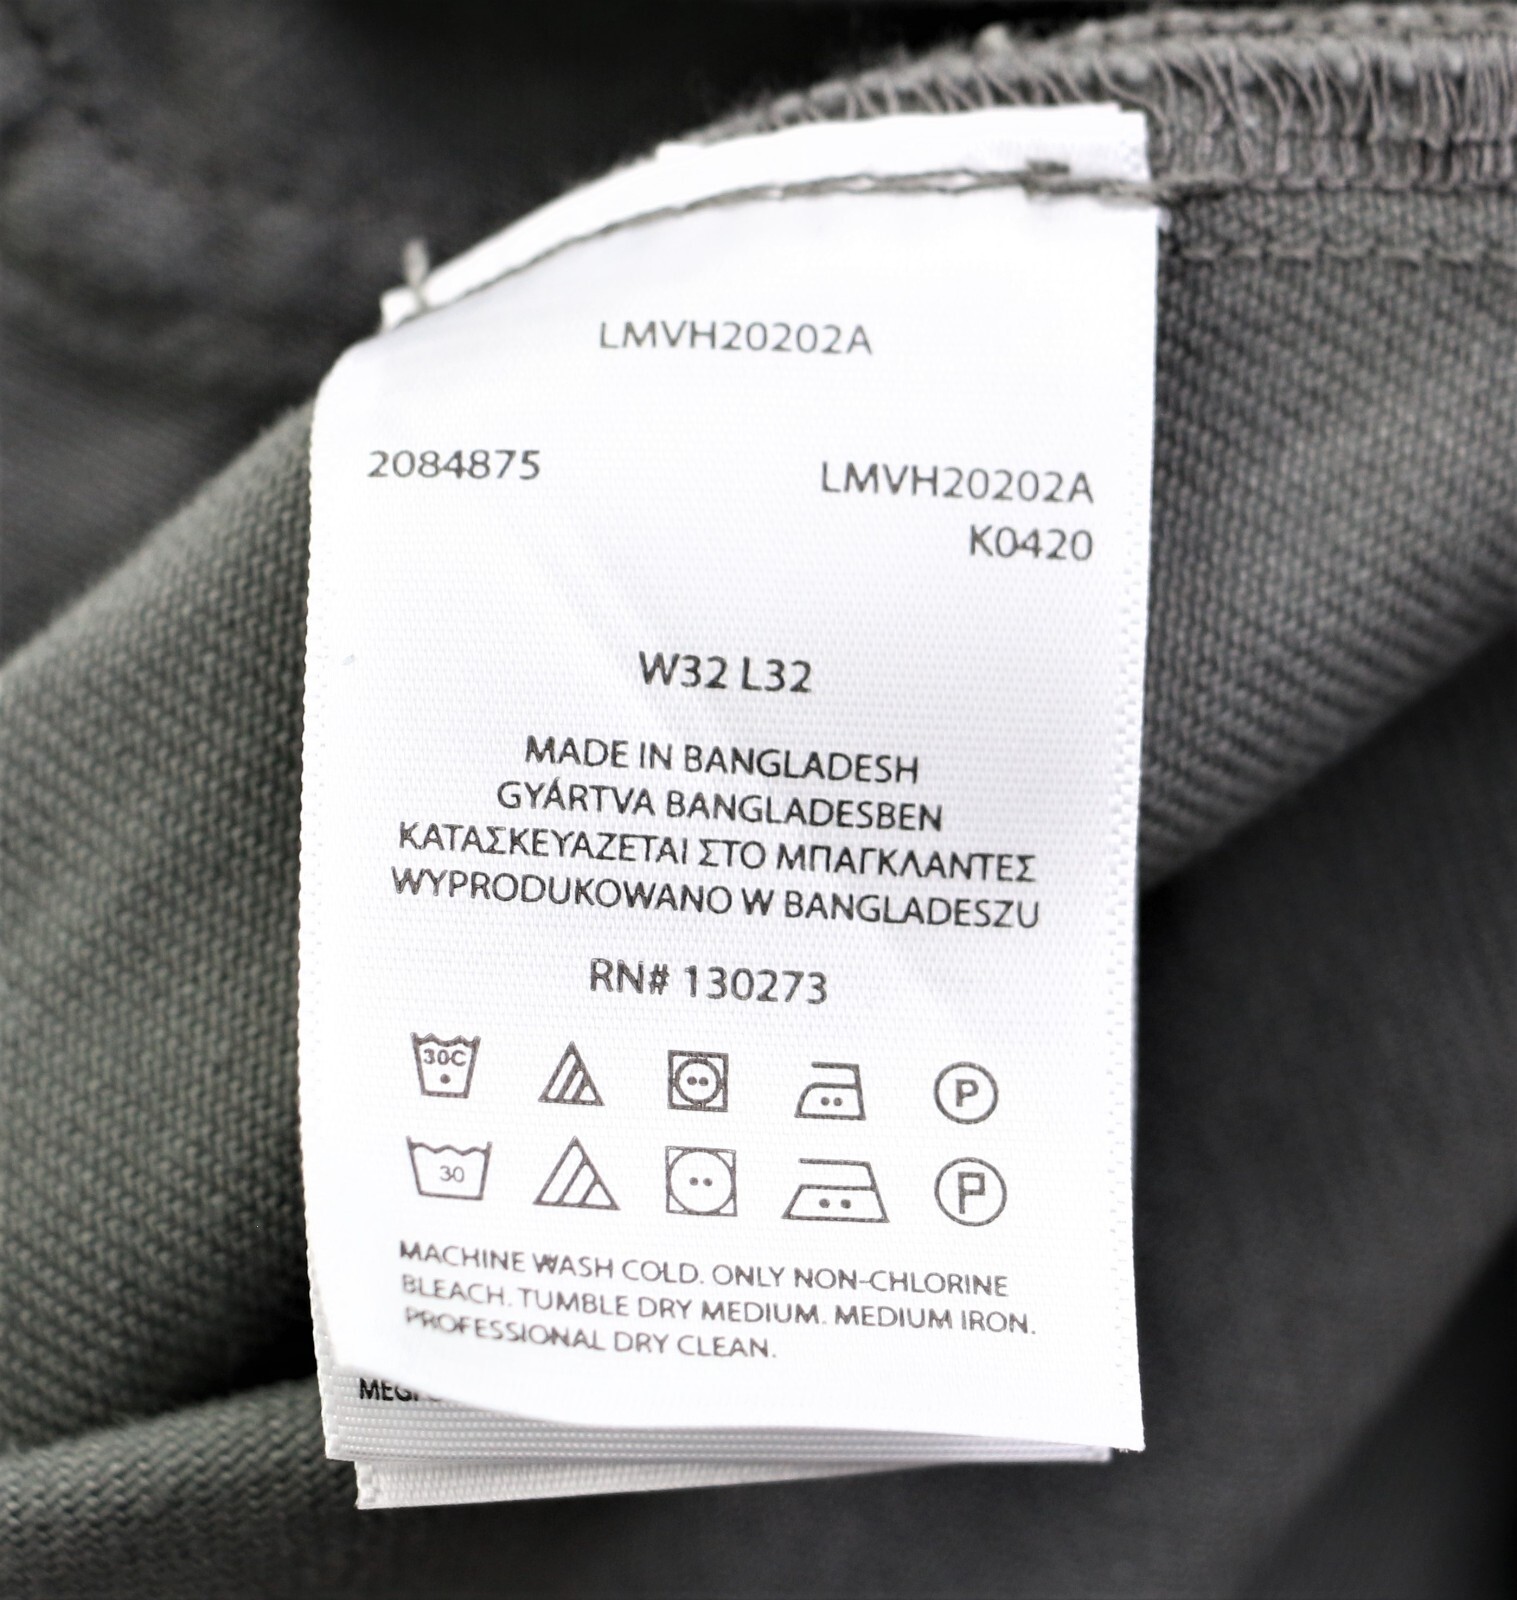 LMVH20202A
2084875 LMVH20202A
K0420
W32 L32
MADE IN BANGLADESH
GYÁRTVA BANGLADESBEN
ΚΑΤΑΣΚΕΥΑΖΕΤΑΙ ΣΤΟ ΜΠΑΓΚΛΑΝΤΕΣ
WYPRODUKOWANO W BANGLADESZU
RN# 130273
30C P
30 P
MACHINE WASH COLD. ONLY NON-CHLORINE
BLEACH. TUMBLE DRY MEDIUM. MEDIUM IRON.
PROFESSIONAL DRY CLEAN.